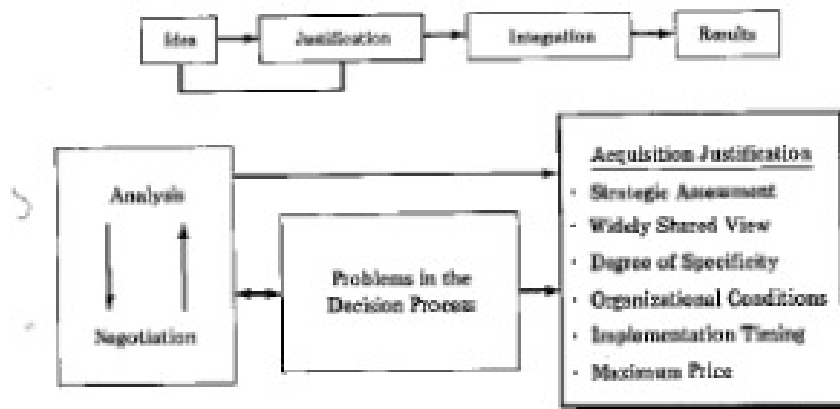 Idea
Justification
Integration
Results
Analysis
Negotiation
Problems in the
Decision Process
Acquisition Justification
· Strategic Assessment
· Widely Shared View
· Degree of Specificity
· Organizational Conditions
· Implementation Timing
· Maximum Price